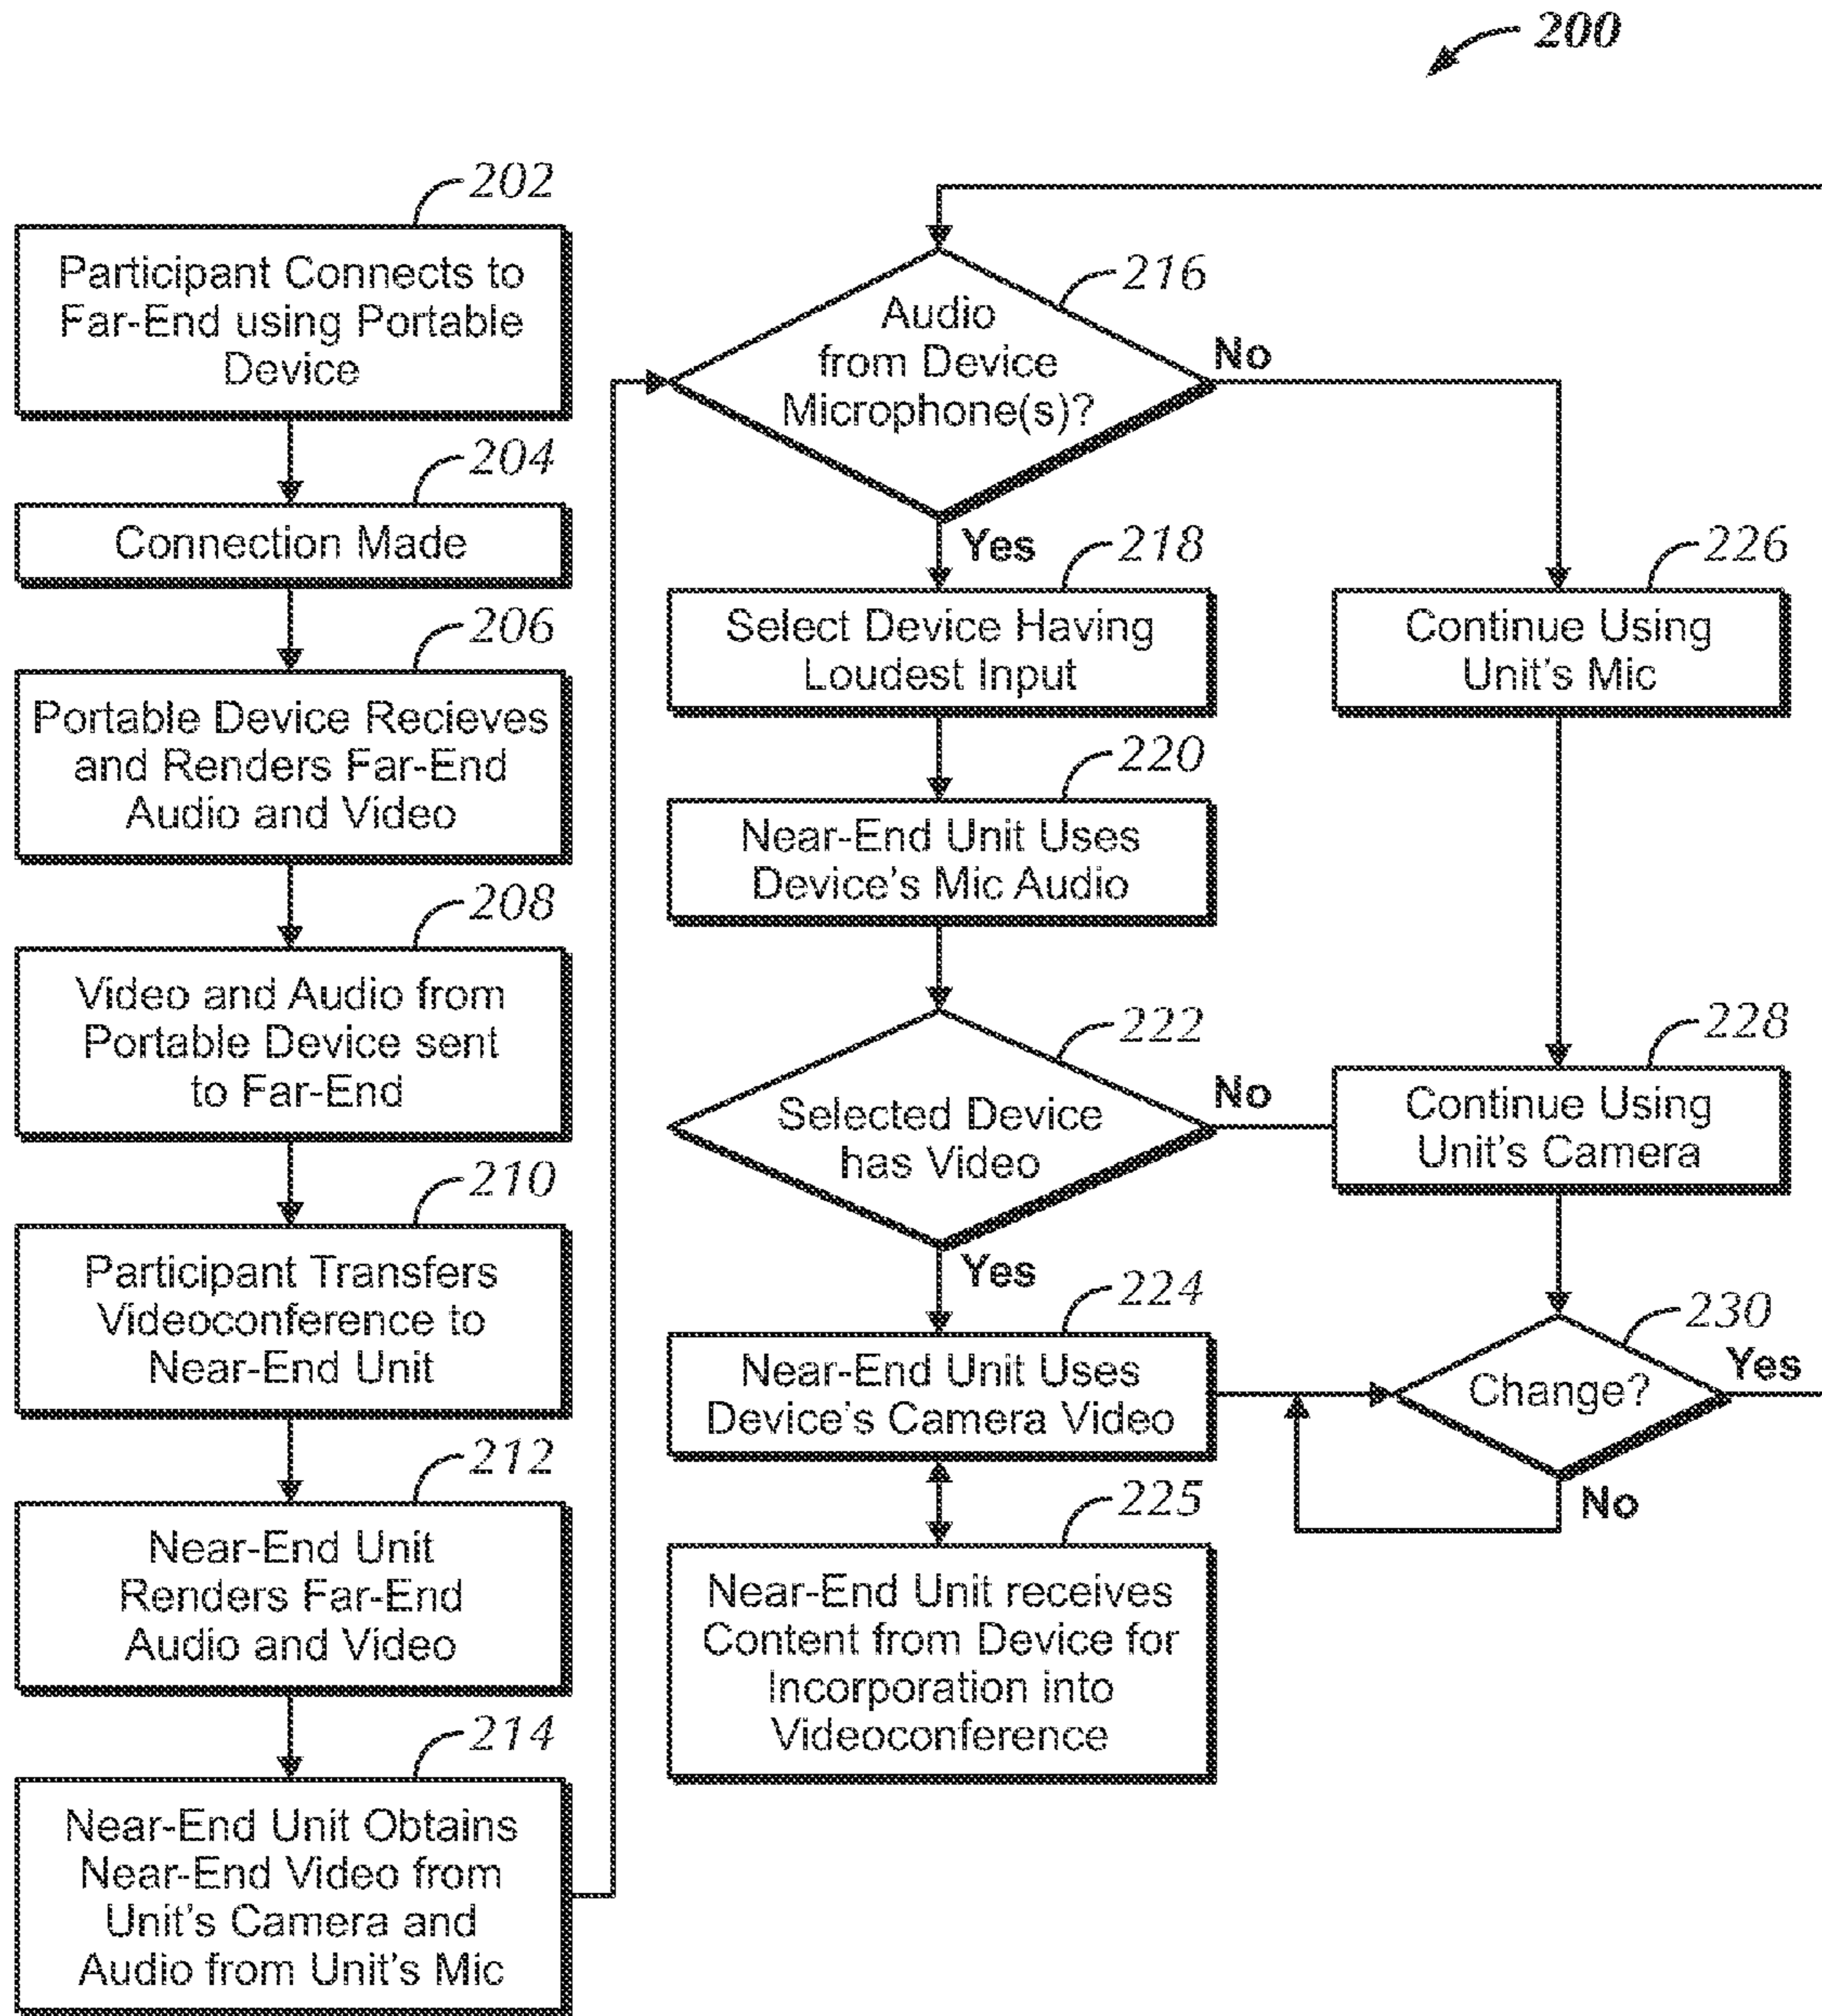 200
202
Participant Connects to
Far-End using Portable
Device
204
Connection Made
206
Portable Device Recieves
and Renders Far-End
Audio and Video
208
Video and Audio from
Portable Device sent
to Far-End
210
Participant Transfers
Videoconference to
Near-End Unit
212
Near-End Unit
Renders Far-End
Audio and Video
214
Near-End Unit Obtains
Near-End Video from
Unit's Camera and
Audio from Unit's Mic
216
Audio
from Device
Microphone(s)?
No
Yes
218
Select Device Having
Loudest Input
220
Near-End Unit Uses
Device's Mic Audio
222
Selected Device
has Video
No
Yes
224
Near-End Unit Uses
Device's Camera Video
225
Near-End Unit receives
Content from Device for
Incorporation into
Videoconference
226
Continue Using
Unit's Mic
228
Continue Using
Unit's Camera
230
Change?
Yes
No